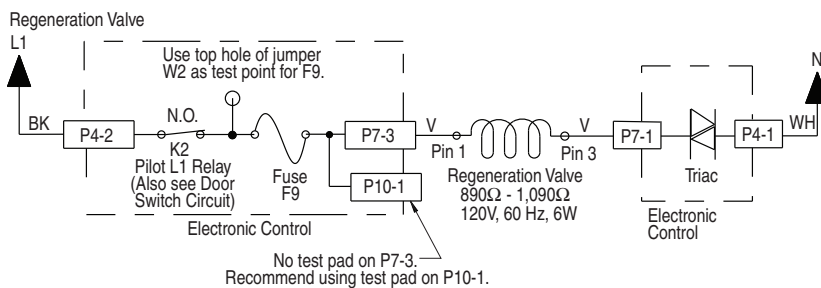 Regeneration Valve
L1
Use top hole of jumper
W2 as test point for F9.
N
BK
P4-2
N.O.
K2
Pilot L1 Relay
(Also see Door
Switch Circuit)
Fuse
F9
P7-3
P10-1
V
Pin 1
V
Pin 3
Regeneration Valve
890Ω - 1,090Ω
120V, 60 Hz, 6W
P7-1
Triac
P4-1
WH
Electronic Control
Electronic
Control
No test pad on P7-3.
Recommend using test pad on P10-1.